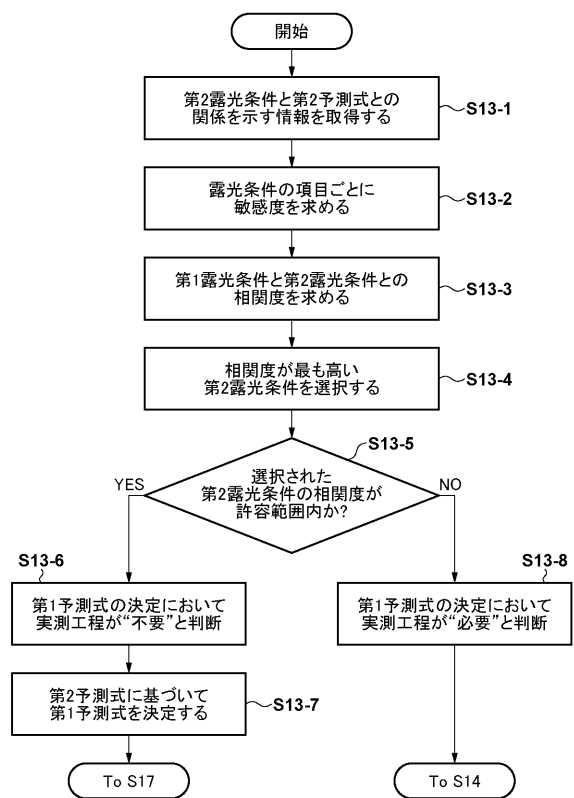 開始
第2露光条件と第2予測式との
関係を示す情報を取得する
S13-1
露光条件の項目ごとに
敏感度を求める
S13-2
第1露光条件と第2露光条件との
相関度を求める
S13-3
相関度が最も高い
第2露光条件を選択する
S13-4
S13-5
選択された
第2露光条件の相関度が
許容範囲内か?
YES
NO
S13-6
第1予測式の決定において
実測工程が“不要”と判断
S13-8
第1予測式の決定において
実測工程が“必要”と判断
第2予測式に基づいて
第1予測式を決定する
S13-7
To S17
To S14